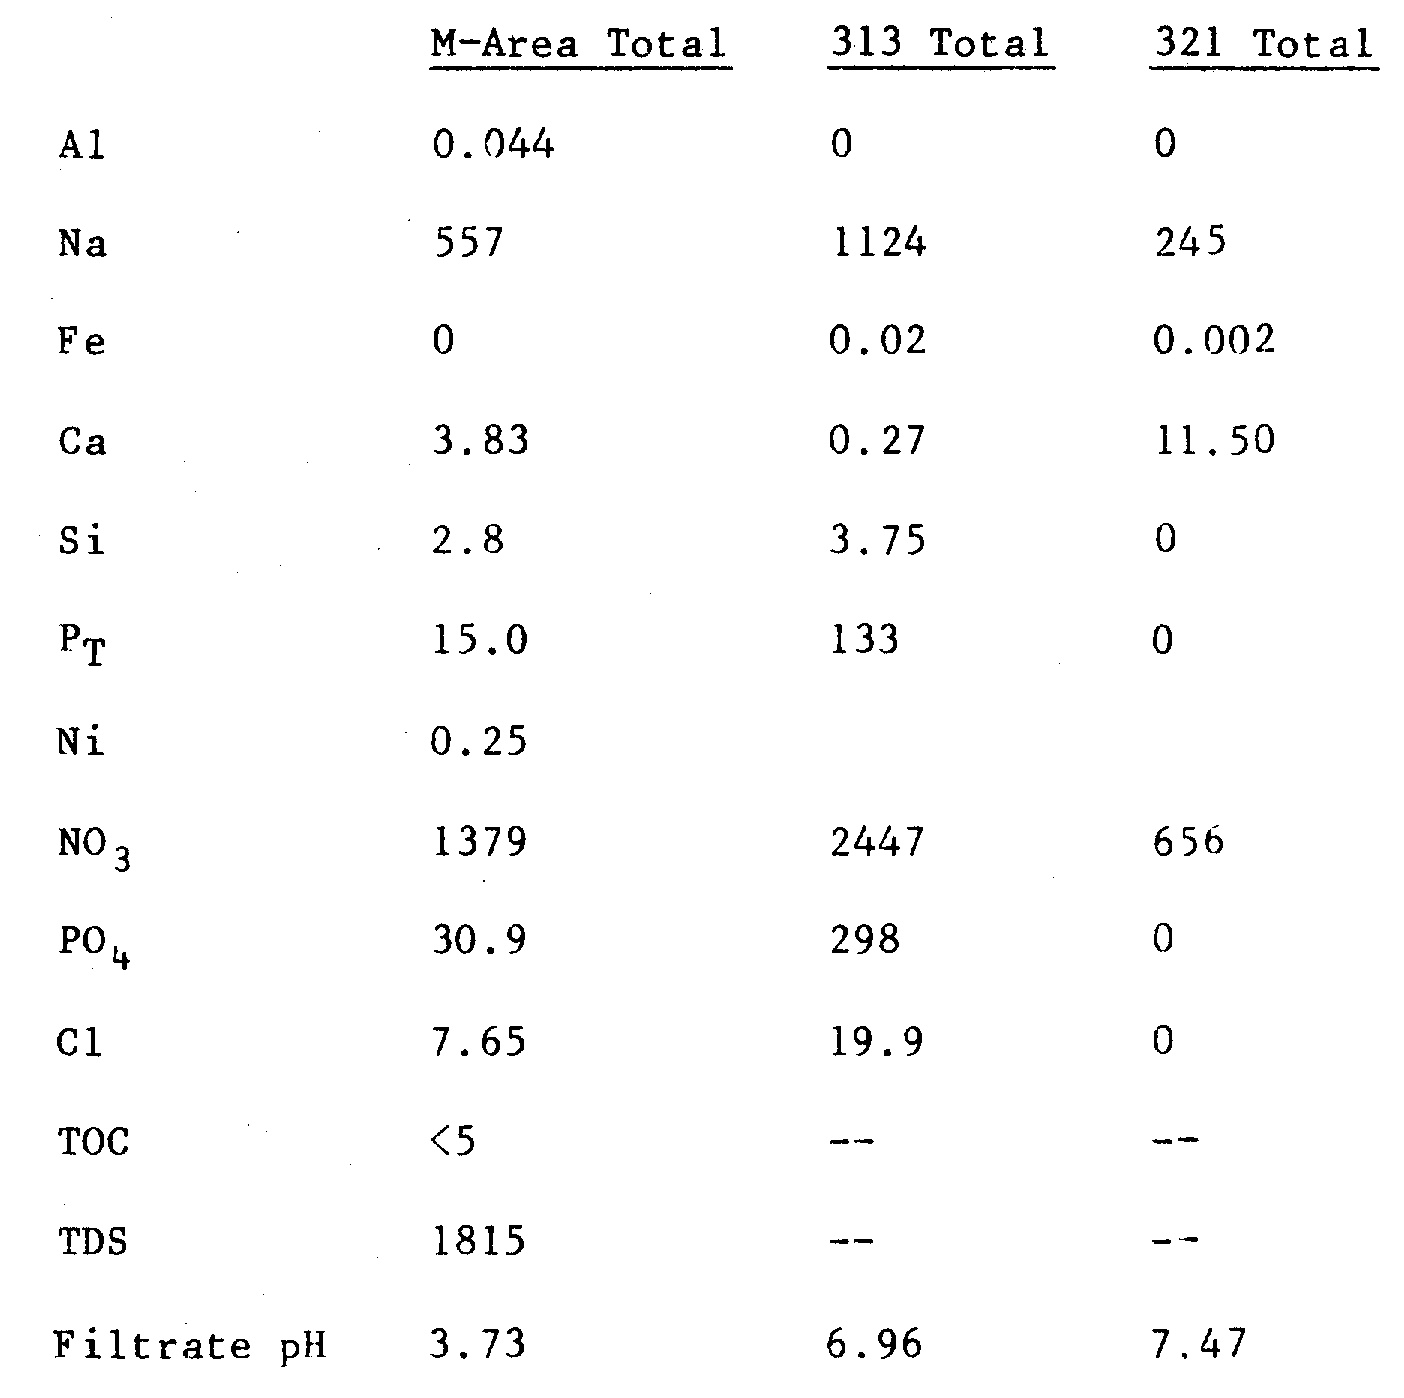 M-Area Total 313 Total 321 Total
Al 0.044 0 0
Na 557 1124 245
Fe 0 0.02 0.002
Ca 3.83 0.27 11.50
Si 2.8 3.75 0
PT 15.0 133 0
Ni 0.25
NO3 1379 2447 656
PO4 30.9 298 0
Cl 7.65 19.9 0
TOC <5 -- --
TDS 1815 -- --
Filtrate pH 3.73 6.96 7.47